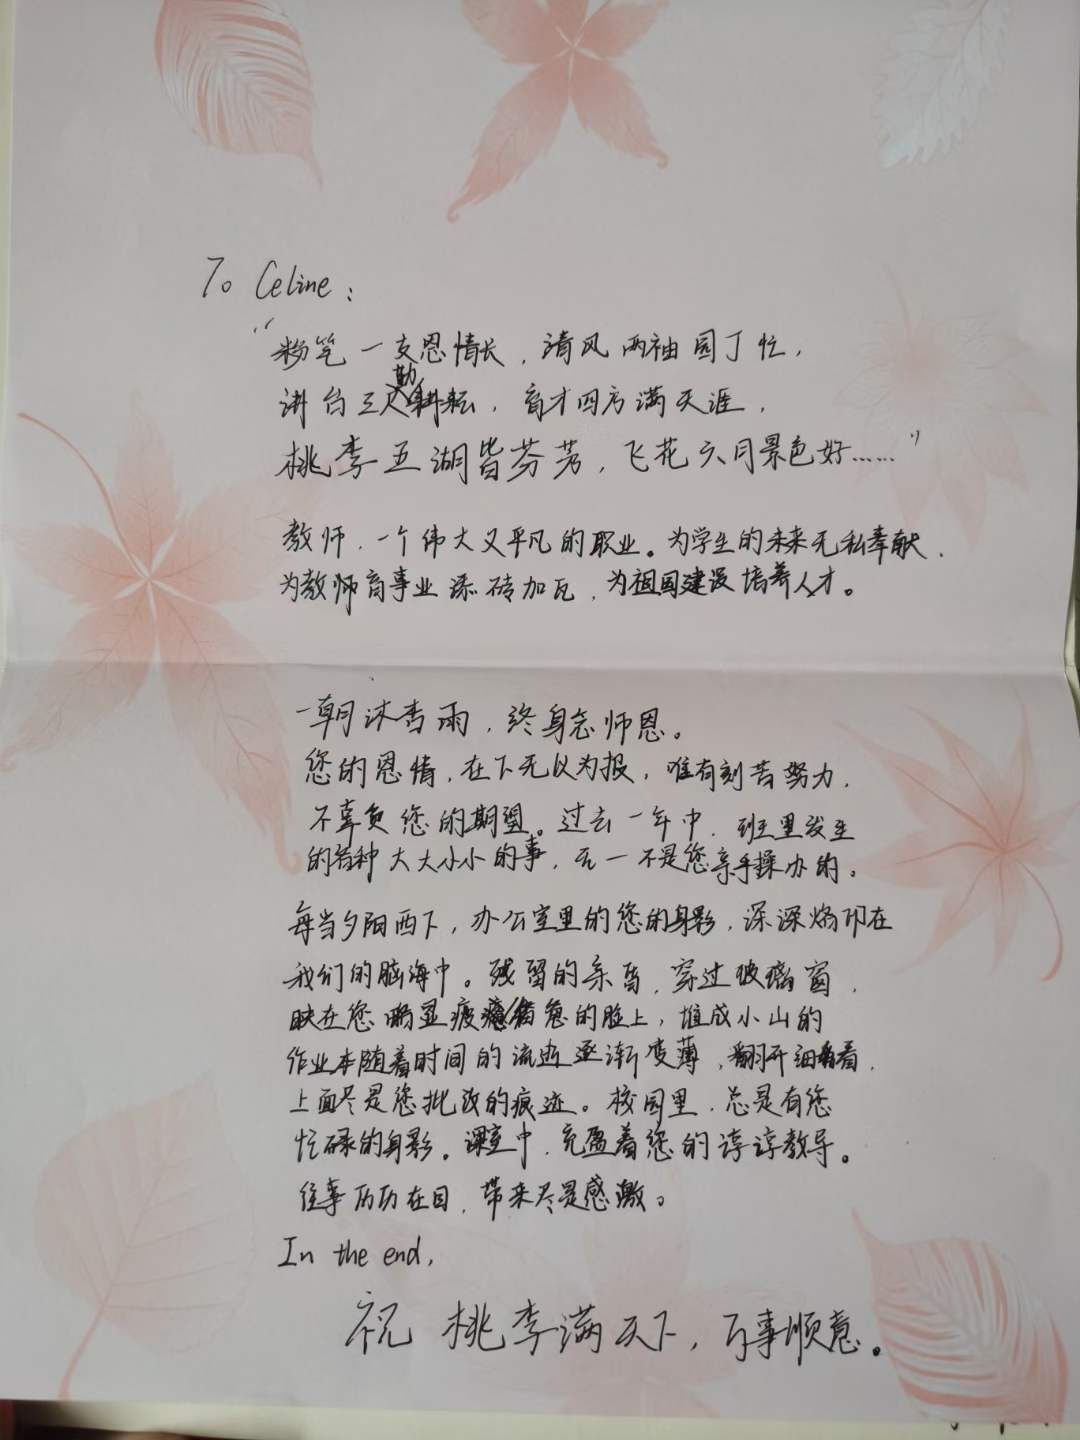 To Celine:
“粉笔一支恩情长，清风两袖园丁忙，
讲台三尺勤耕耘，育才四方满天涯，
桃李五湖皆芬芳，飞花六月景色好……”
教师，一个伟大又平凡的职业。为学生的未来无私奉献，
为教师育事业添砖加瓦，为祖国建设培养人才。
一朝沐杏雨，终身念师恩。
您的恩情，在下无以为报，唯有刻苦努力，
不辜负您的期望。过去一年中，班里发生
的各种大大小小的事，无一不是您亲手操办的。
每当夕阳西下，办公室里的您的身影，深深烙印在
我们的脑海中。残留的余晖，穿过玻璃窗，
映在您略显疲惫的脸上，堆成小山的
作业本随着时间的流逝逐渐变薄，翻开细看，
上面尽是您批改的痕迹。校园里，总是有您
忙碌的身影。课室中，充盈着您的谆谆教导。
往事历历在目，带来尽是感激。
In the end,
祝 桃李满天下，万事顺意。